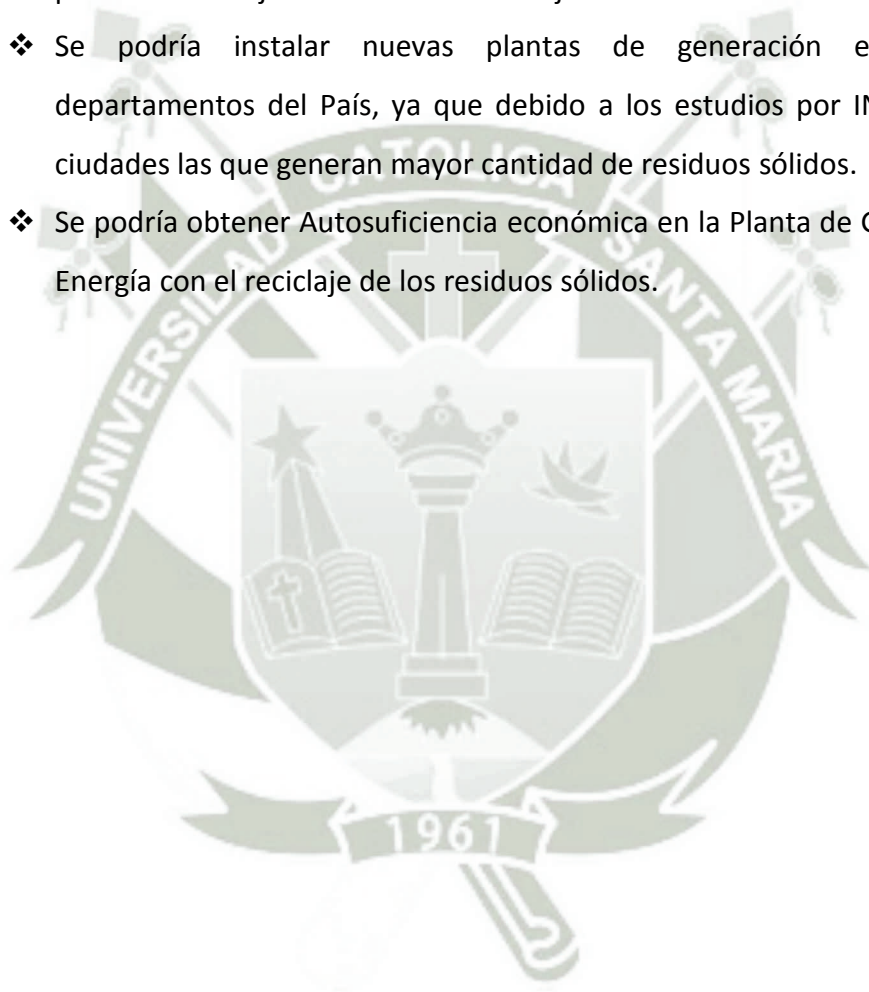 ❖ Se podría instalar nuevas plantas de generación
departamentos del País, ya que debido a los estudios por
ciudades las que generan mayor cantidad de residuos sólidos.
❖ Se podría obtener Autosuficiencia económica en la Planta de
Energía con el reciclaje de los residuos sólidos.
UNIVERSIDAD CATOLICA SANTA MARIA
1961